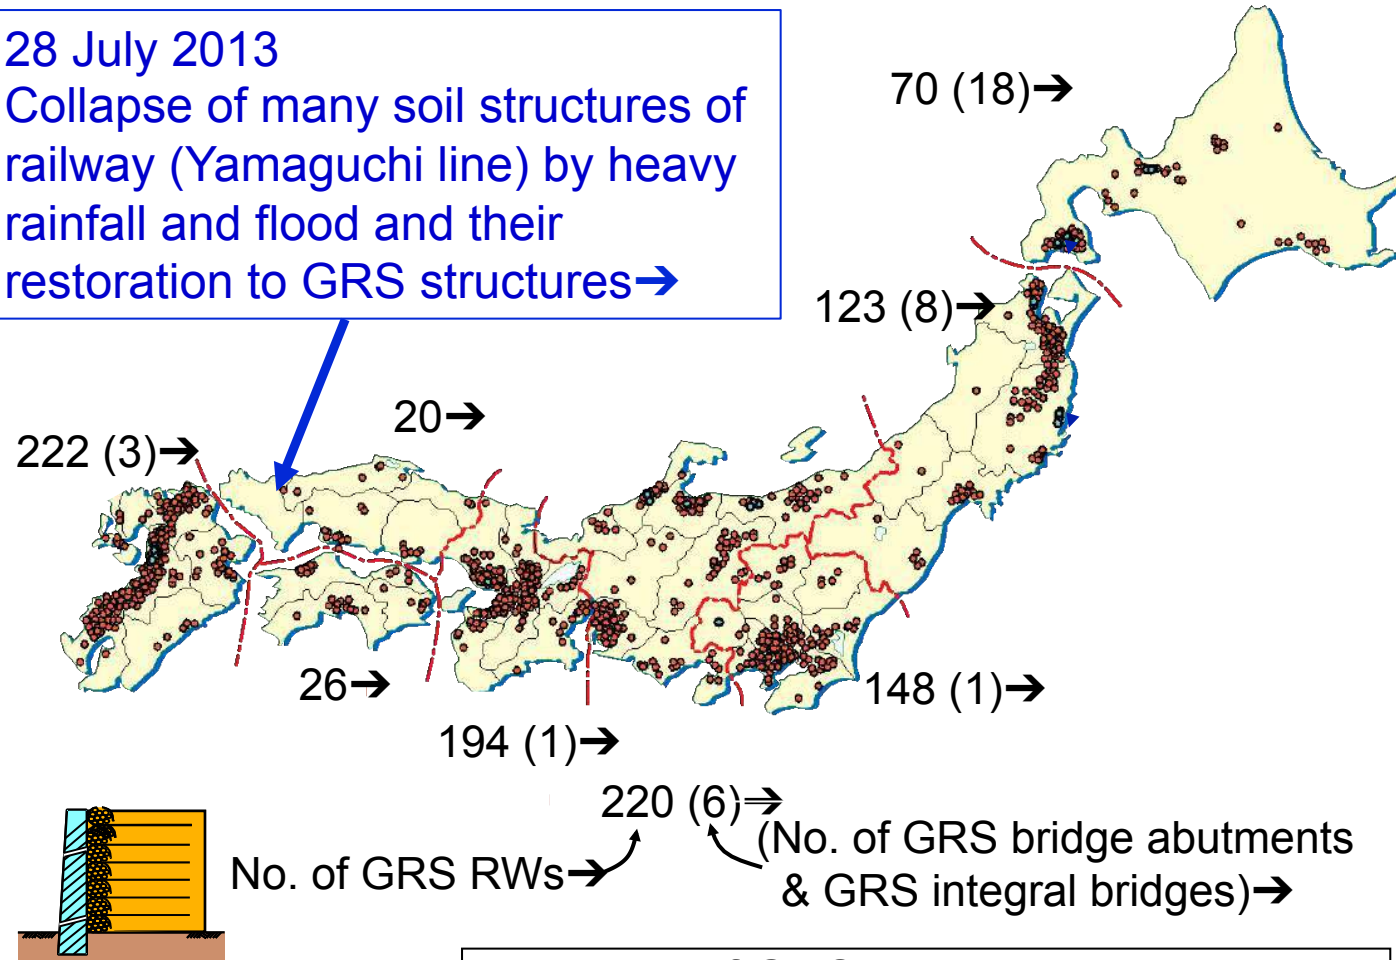 28 July 2013
Collapse of many soil structures of
railway (Yamaguchi line) by heavy
rainfall and flood and their
restoration to GRS structures➔
70 (18)➔
123 (8)➔
20➔
222 (3)➔
26➔
148 (1)➔
194 (1)➔
220 (6)➔
(No. of GRS bridge abutments
& GRS integral bridges)➔
No. of GRS RWs➔